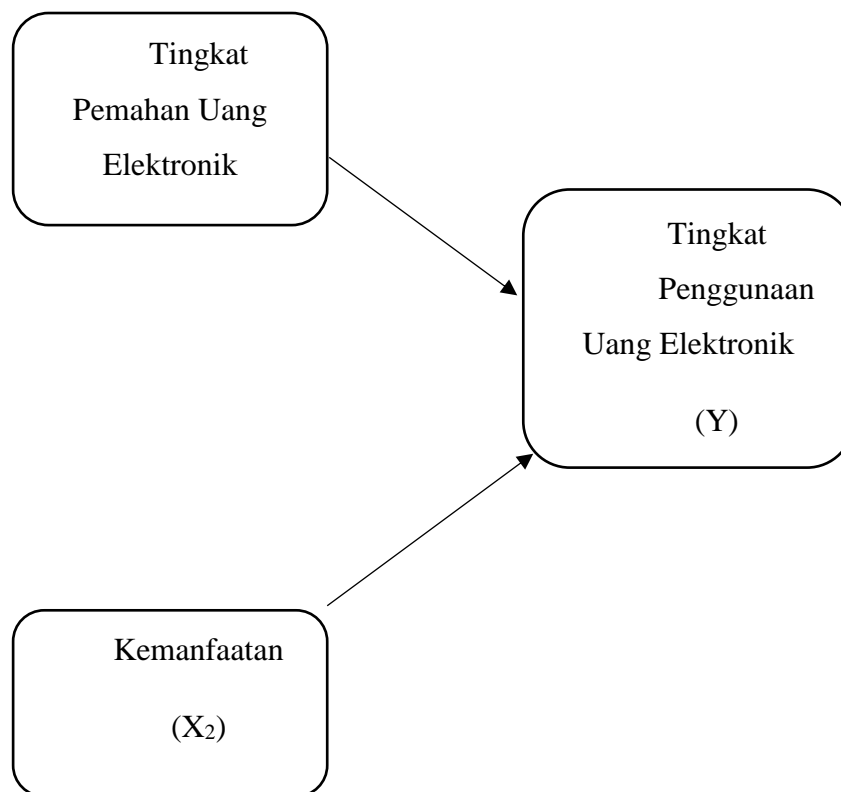 Tingkat
Pemahan Uang
Elektronik
Tingkat
Penggunaan
Uang Elektronik
(Y)
Kemanfaatan
(X₂)